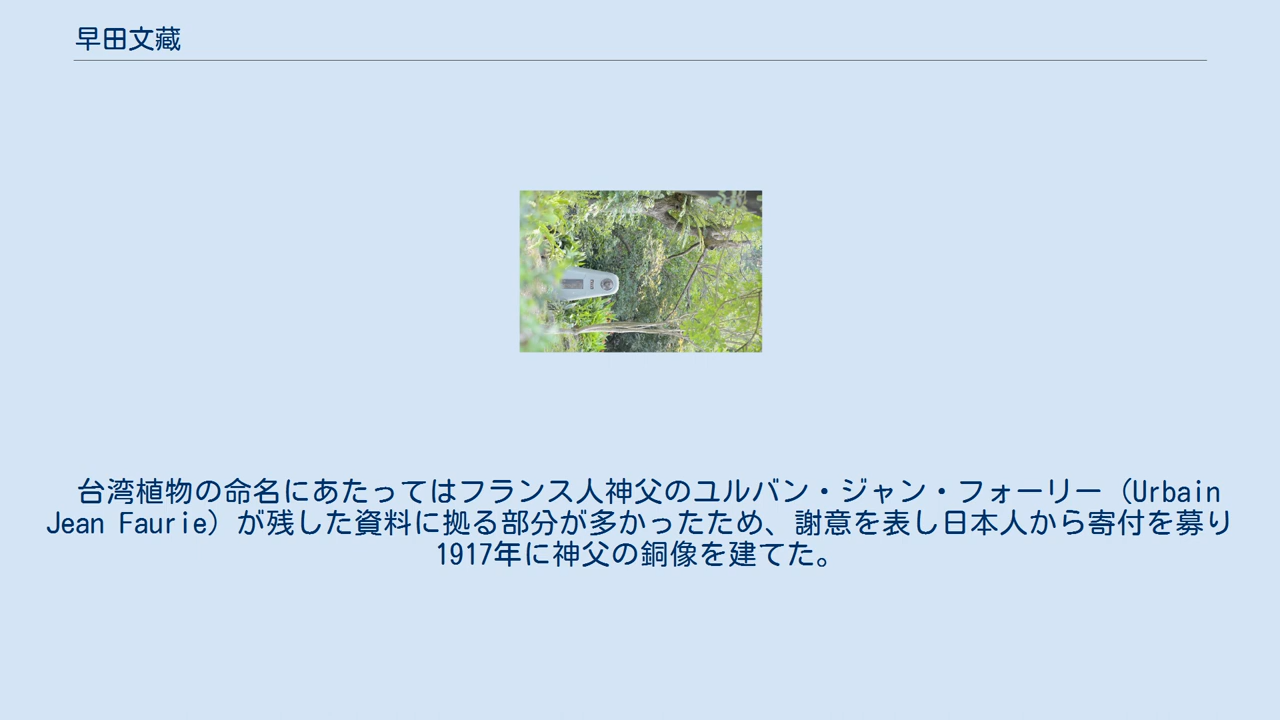 早田文藏
台湾植物の命名にあたってはフランス人神父のユルバン・ジャン・フォーリー（Urbain
Jean Faurie）が残した資料に拠る部分が多かったため、謝意を表し日本人から寄付を募り
1917年に神父の銅像を建てた。